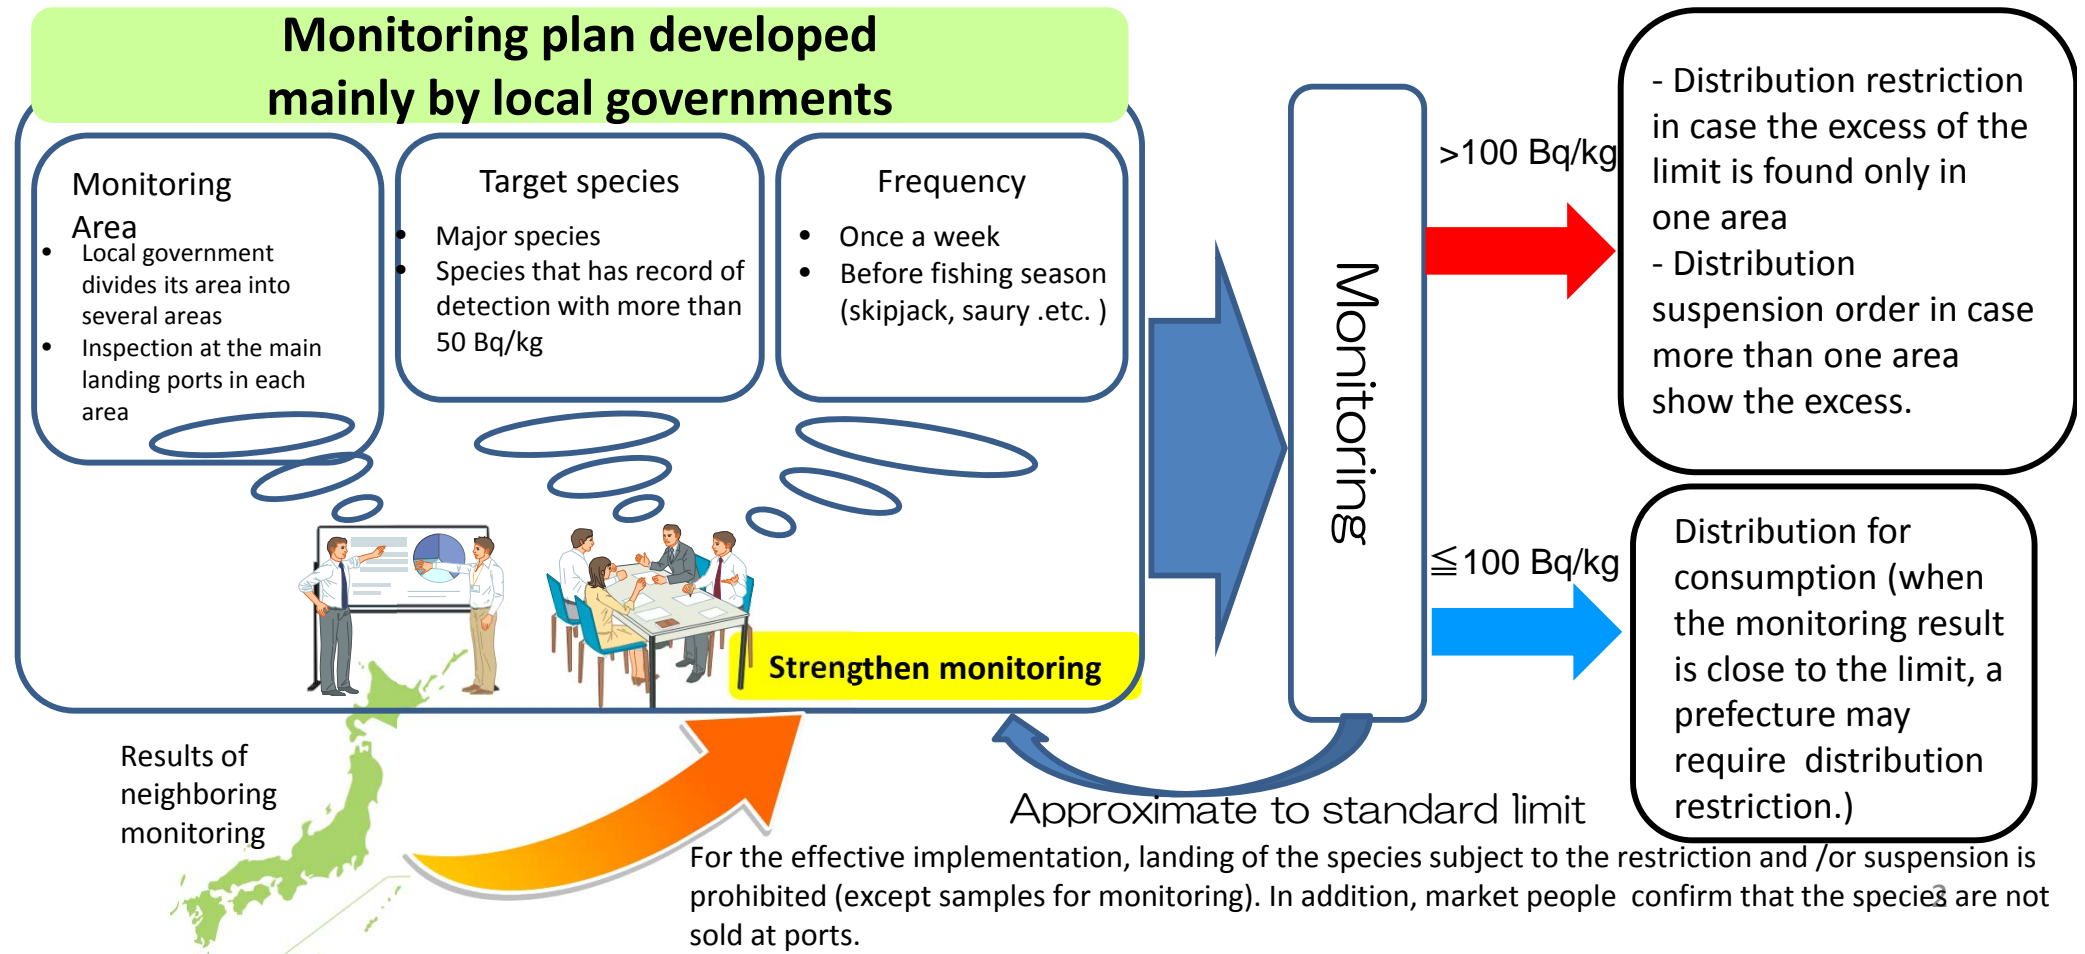 Monitoring plan developed
mainly by local governments
Monitoring
Area
• Local government
divides its area into
several areas
• Inspection at the main
landing ports in each
area
Target species
• Major species
• Species that has record of
detection with more than
50 Bq/kg
Frequency
• Once a week
• Before fishing season
(skipjack, saury .etc. )
Strengthen monitoring
Results of
neighboring
monitoring
Monitoring
>100 Bq/kg
- Distribution restriction
in case the excess of the
limit is found only in
one area
- Distribution
suspension order in case
more than one area
show the excess.
≦100 Bq/kg
Distribution for
consumption (when
the monitoring result
is close to the limit, a
prefecture may
require  distribution
restriction.)
Approximate to standard limit
For the effective implementation, landing of the species subject to the restriction and /or suspension is
prohibited (except samples for monitoring). In addition, market people  confirm that the species are not
sold at ports.
2